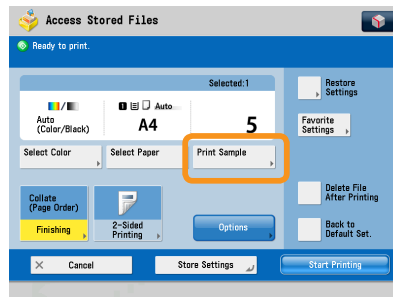 Access Stored Files
Ready to print.
Selected:1
Auto
(Color/Black)
Auto
A4
5
Select Color
Select Paper
Print Sample
Collate
(Page Order)
Finishing
2-Sided
Printing
Options
Restore
Settings
Favorite
Settings
Delete File
After Printing
Back to
Default Set.
Cancel
Store Settings
Start Printing